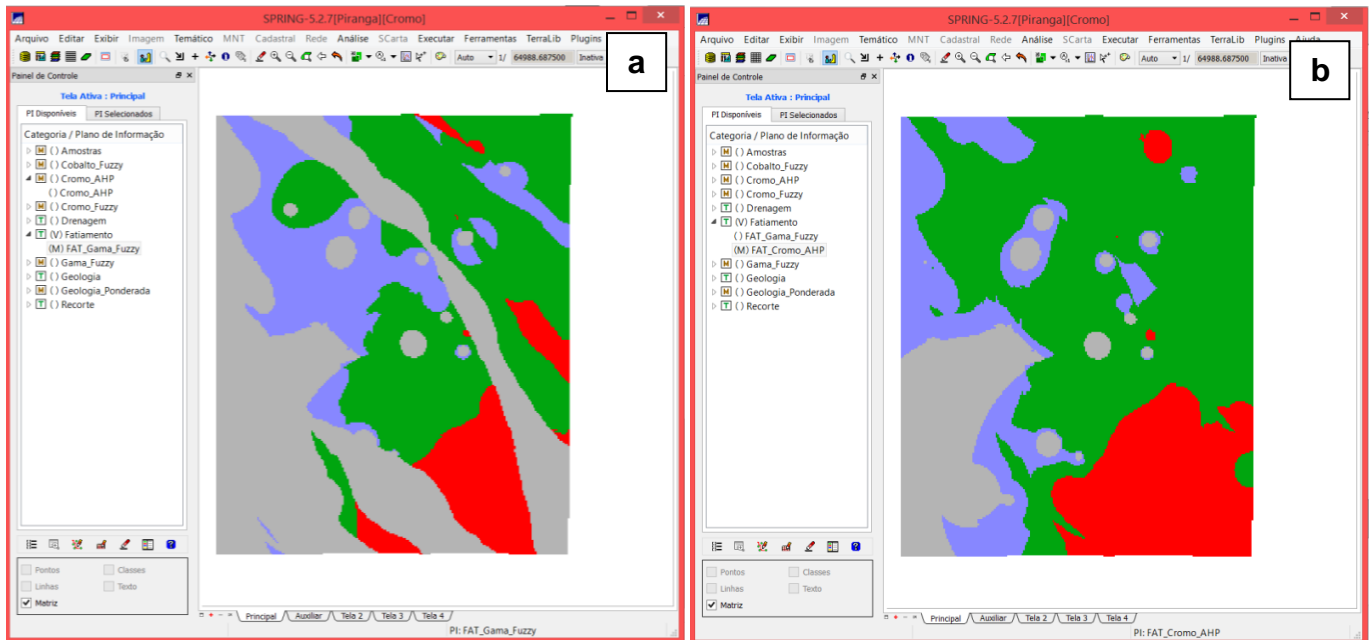 SPRING-5.2.7[Piranga][Cromo]
Arquivo Editar Exibir Imagem Temático MNT Cadastral Rede Análise SCarta Executar Ferramentas TerraLib Plugins
Auto 1/ 64988.687500 Inativa
a
Painel de Controle
Tela Ativa : Principal
PI Disponíveis PI Selecionados
Categoria / Plano de Informação
M ( ) Amostras
M ( ) Cobalto_Fuzzy
M ( ) Cromo_AHP
( ) Cromo_AHP
M ( ) Cromo_Fuzzy
T ( ) Drenagem
T (V) Fatiamento
(M) FAT_Gama_Fuzzy
M ( ) Gama_Fuzzy
T ( ) Geologia
M ( ) Geologia_Ponderada
T ( ) Recorte
Pontos Classes
Linhas Texto
Matriz
Principal Auxiliar Tela 2 Tela 3 Tela 4
PI: FAT_Gama_Fuzzy
SPRING-5.2.7[Piranga][Cromo]
Arquivo Editar Exibir Imagem Temático MNT Cadastral Rede Análise SCarta Executar Ferramentas TerraLib Plugins Ajuda
Auto 1/ 64988.687500 Inativa
b
Painel de Controle
Tela Ativa : Principal
PI Disponíveis PI Selecionados
Categoria / Plano de Informação
M ( ) Amostras
M ( ) Cobalto_Fuzzy
M ( ) Cromo_AHP
M ( ) Cromo_Fuzzy
T ( ) Drenagem
T (V) Fatiamento
( ) FAT_Gama_Fuzzy
(M) FAT_Cromo_AHP
M ( ) Gama_Fuzzy
T ( ) Geologia
M ( ) Geologia_Ponderada
T ( ) Recorte
Pontos Classes
Linhas Texto
Matriz
Principal Auxiliar Tela 2 Tela 3 Tela 4
PI: FAT_Cromo_AHP